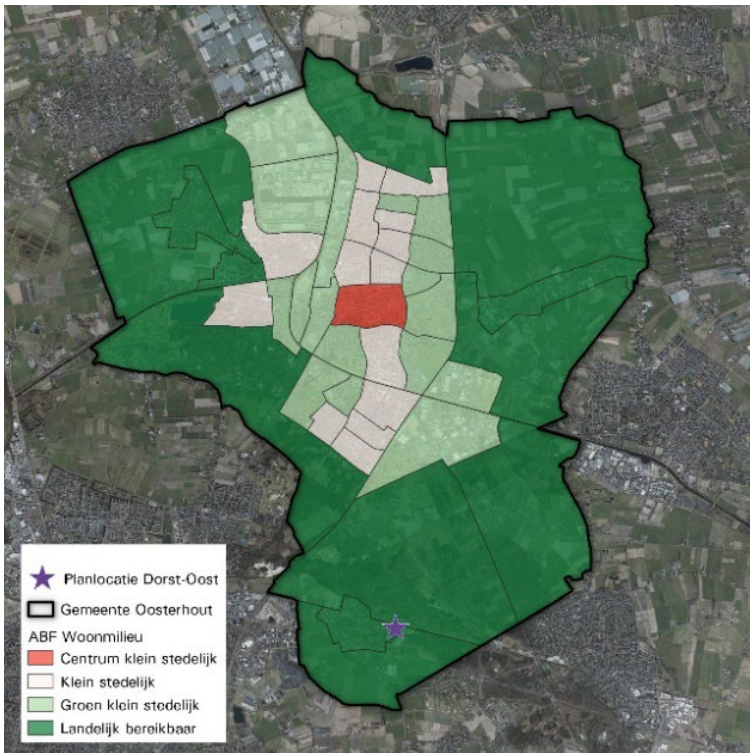 Planlocatie Dorst-Oost
Gemeente Oosterhout
ABF Woonmilieu
Centrum klein stedelijk
Klein stedelijk
Groen klein stedelijk
Landelijk bereikbaar